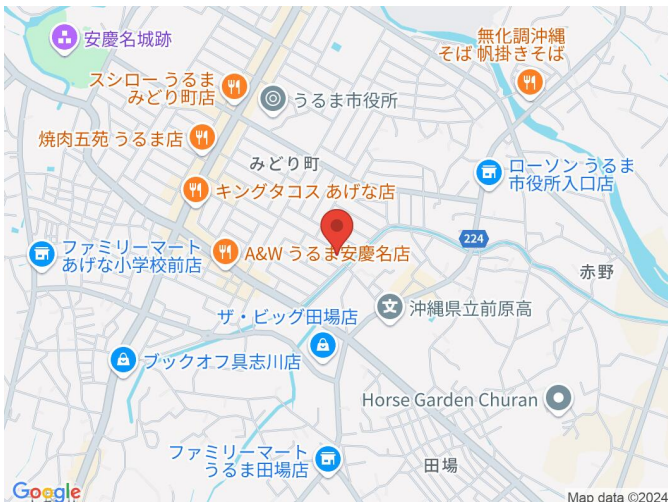 安慶名城跡
無化調沖縄
そば 帆掛きそば
スシロー うるま
みどり町店
うるま市役所
焼肉五苑 うるま店
みどり町
ローソン うるま
市役所入口店
キングタコス あげな店
224
ファミリーマート
あげな小学校前店
A&W うるま安慶名店
赤野
沖縄県立前原高
ザ・ビッグ田場店
ブックオフ具志川店
Horse Garden Churan
ファミリーマート
うるま田場店
田場
Google
Map data ©2024